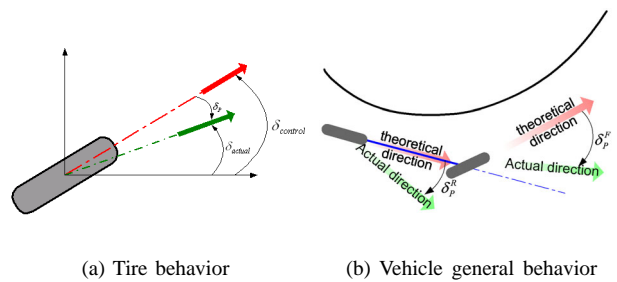 δ_P
δ_control
δ_actual
theoretical
direction
Actual direction
δ_P^R
theoretical
direction
δ_P^F
Actual direction
(a) Tire behavior
(b) Vehicle general behavior